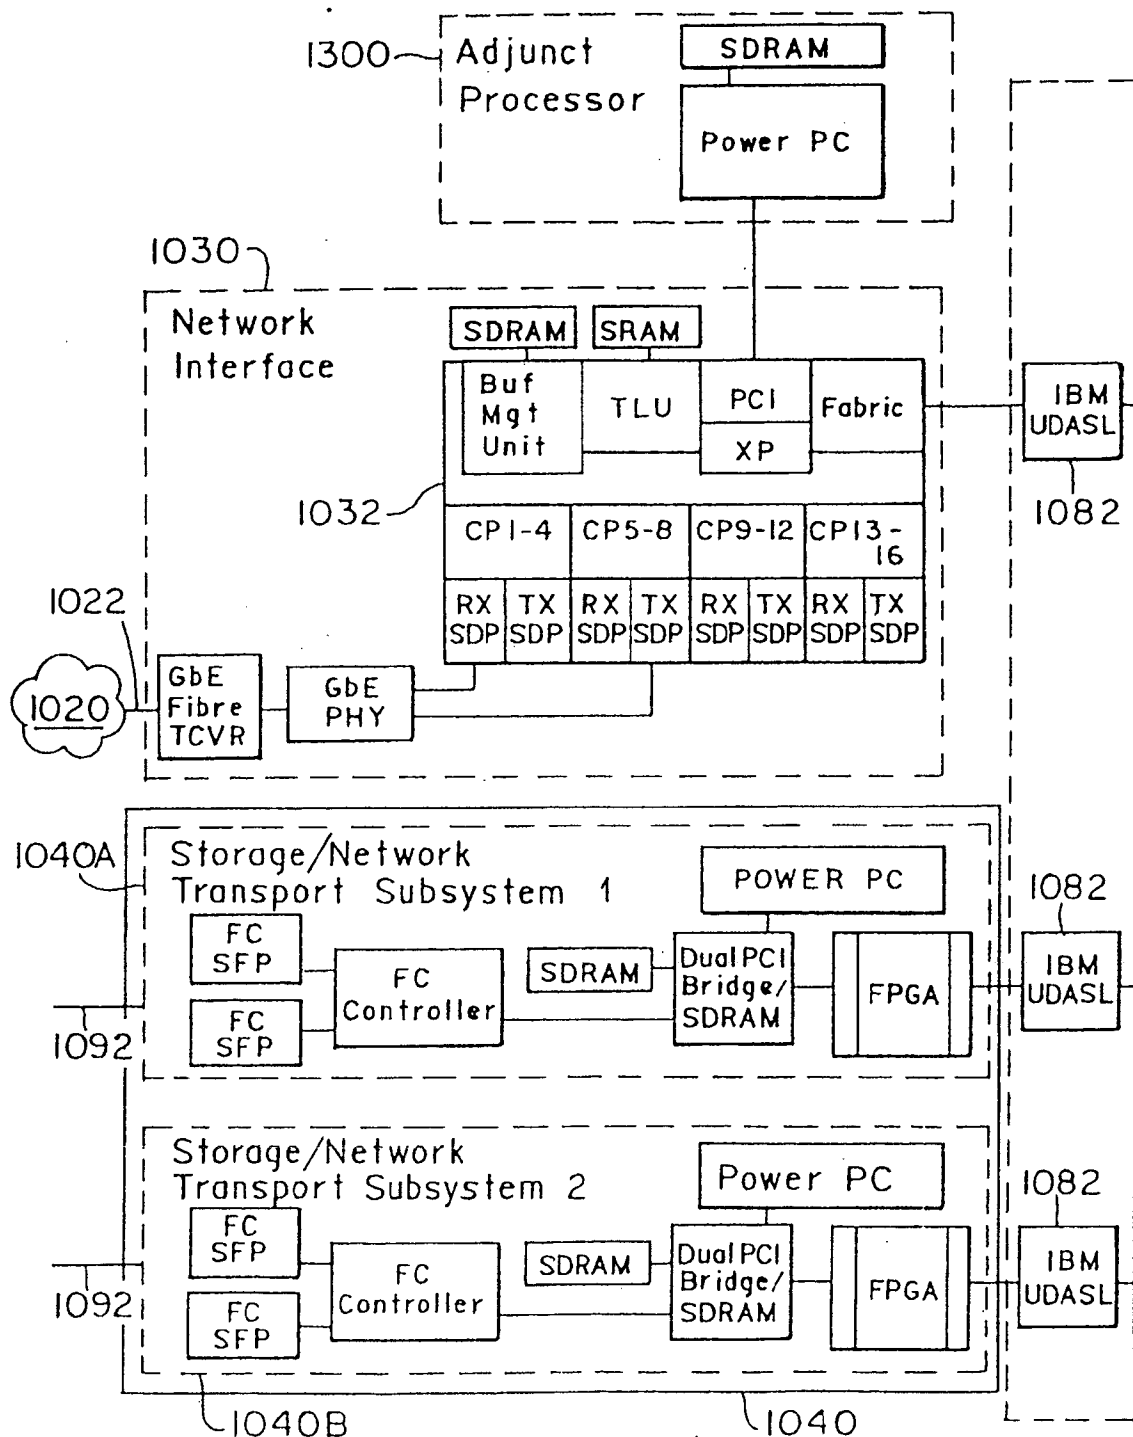 1300
Adjunct
Processor
SDRAM
Power PC
1030
Network
Interface
SDRAM
SRAM
Buf
Mgt
Unit
TLU
PCI
XP
Fabric
IBM
UDASL
1082
1032
CP1-4
CP5-8
CP9-12
CP13-
16
RX
SDP
TX
SDP
RX
SDP
TX
SDP
RX
SDP
TX
SDP
RX
SDP
TX
SDP
1022
1020
GbE
Fibre
TCVR
GbE
PHY
1040A
Storage/Network
Transport Subsystem 1
POWER PC
FC
SFP
FC
SFP
FC
Controller
SDRAM
Dual PCI
Bridge/
SDRAM
FPGA
1082
IBM
UDASL
1092
Storage/Network
Transport Subsystem 2
Power PC
FC
SFP
FC
SFP
FC
Controller
SDRAM
Dual PCI
Bridge/
SDRAM
FPGA
1082
IBM
UDASL
1092
1040B
1040